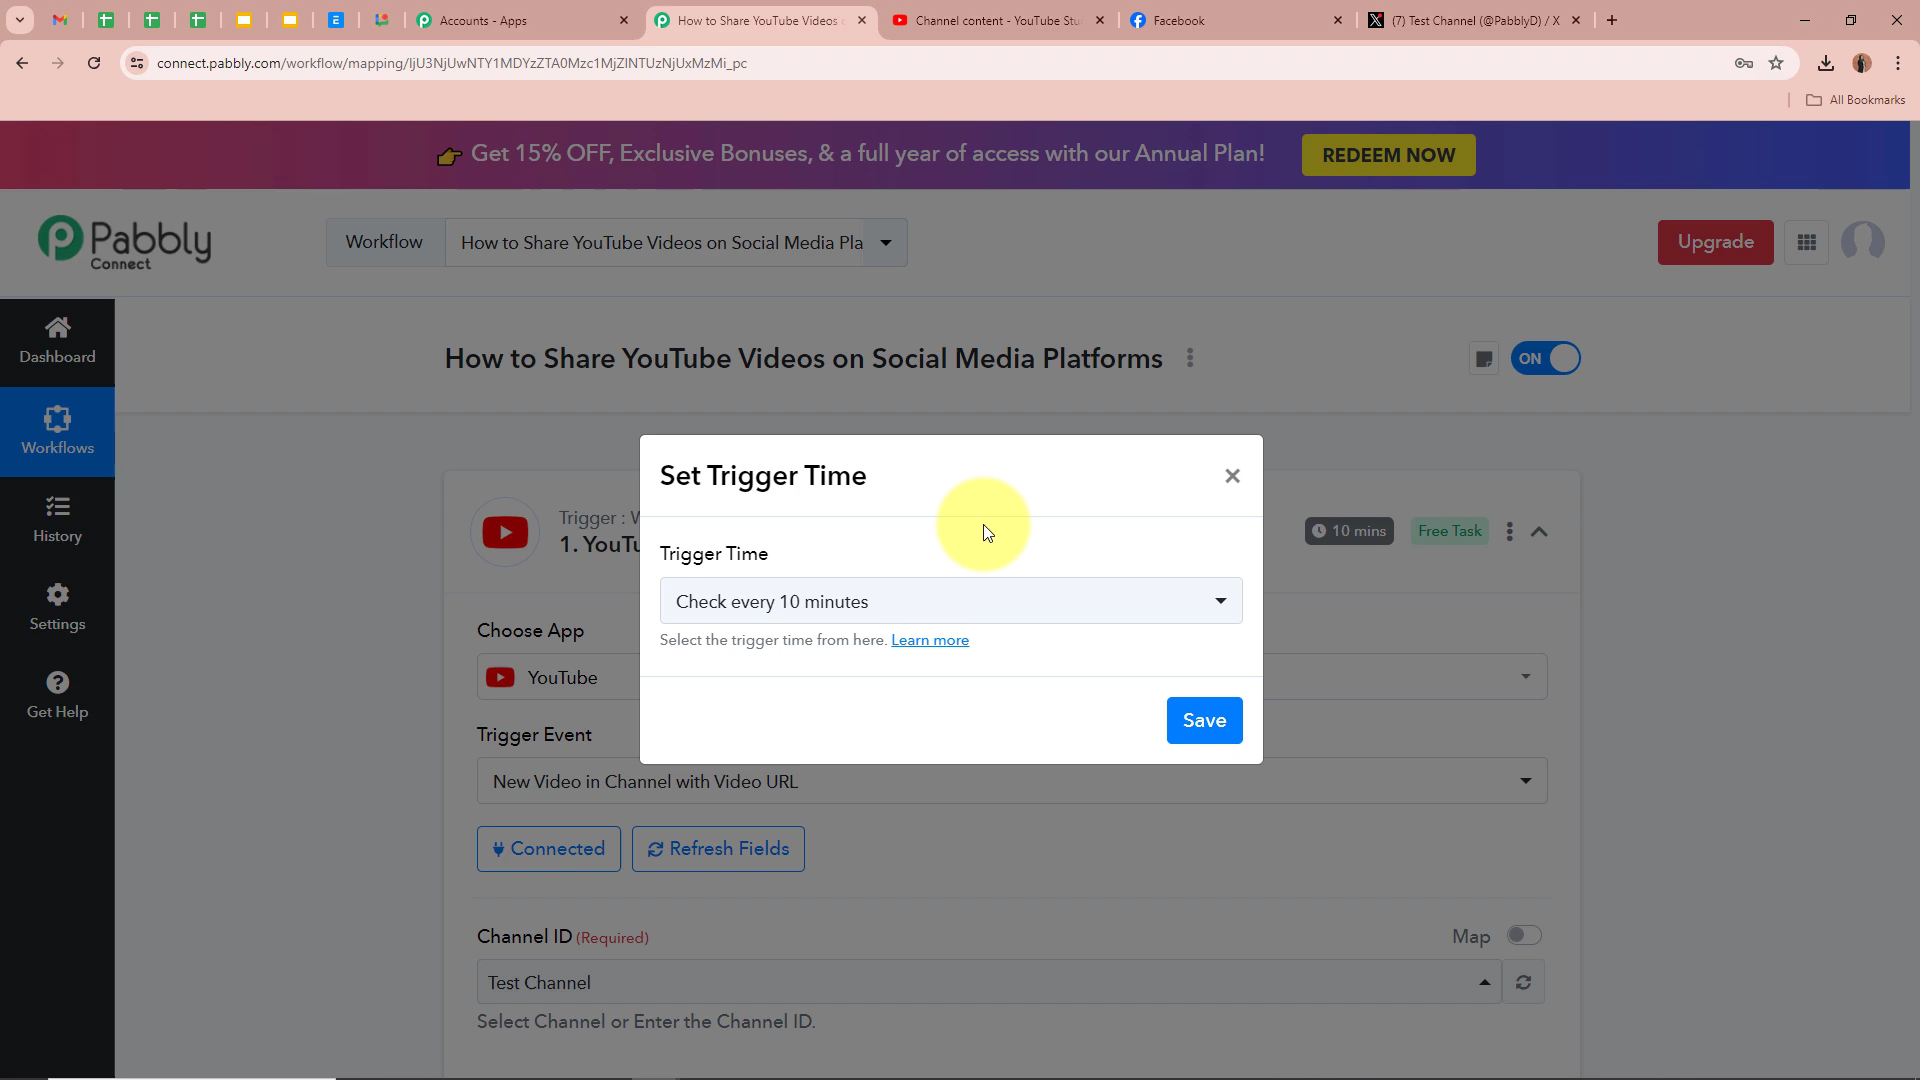 Accounts - Apps
How to Share YouTube Videos
Channel content - YouTube Stu
Facebook
(7) Test Channel (@PabblyD) / X
connect.pabbly.com/workflow/mapping/IjU3NjUwNTY1MDYzZTA0Mzc1MjZlNTUzNjUxMzMi_pc
All Bookmarks
Get 15% OFF, Exclusive Bonuses, & a full year of access with our Annual Plan!
REDEEM NOW
Pabbly
Connect
Workflow
How to Share YouTube Videos on Social Media Pla
Upgrade
Dashboard
Workflows
History
Settings
Get Help
How to Share YouTube Videos on Social Media Platforms
ON
Set Trigger Time
Trigger : W
1. YouTu
10 mins
Free Task
Trigger Time
Check every 10 minutes
Select the trigger time from here. Learn more
Save
Choose App
YouTube
Trigger Event
New Video in Channel with Video URL
Connected
Refresh Fields
Channel ID (Required)
Map
Test Channel
Select Channel or Enter the Channel ID.